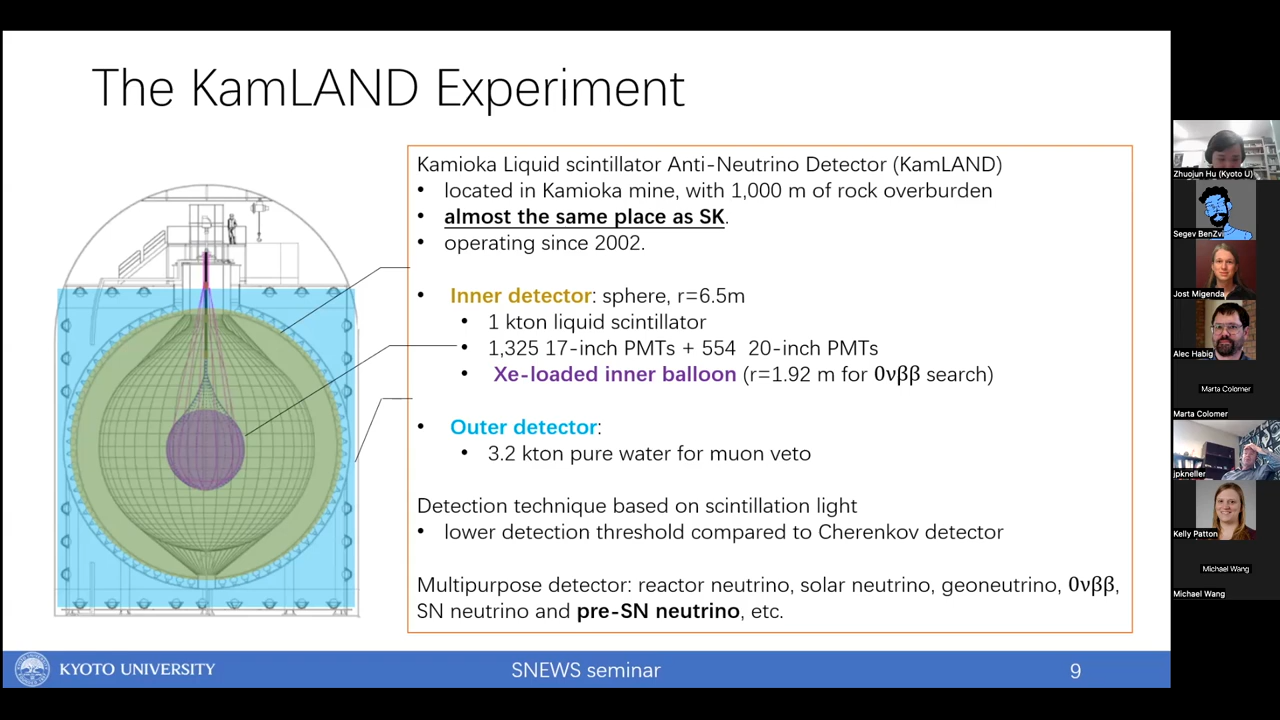 The KamLAND Experiment
Kamioka Liquid scintillator Anti-Neutrino Detector (KamLAND)
• located in Kamioka mine, with 1,000 m of rock overburden
• almost the same place as SK.
• operating since 2002.
• Inner detector: sphere, r=6.5m
• 1 kton liquid scintillator
• 1,325 17-inch PMTs + 554 20-inch PMTs
• Xe-loaded inner balloon (r=1.92 m for 0νββ search)
• Outer detector:
• 3.2 kton pure water for muon veto
Detection technique based on scintillation light
• lower detection threshold compared to Cherenkov detector
Multipurpose detector: reactor neutrino, solar neutrino, geoneutrino, 0νββ,
SN neutrino and pre-SN neutrino, etc.
KYOTO UNIVERSITY
SNEWS seminar
9
Zhuojun Hu (Kyoto U)
Segev BenZvi
Jost Migenda
Alec Habig
Marta Colomer
Marta Colomer
jpkneller
Kelly Patton
Michael Wang
Michael Wang